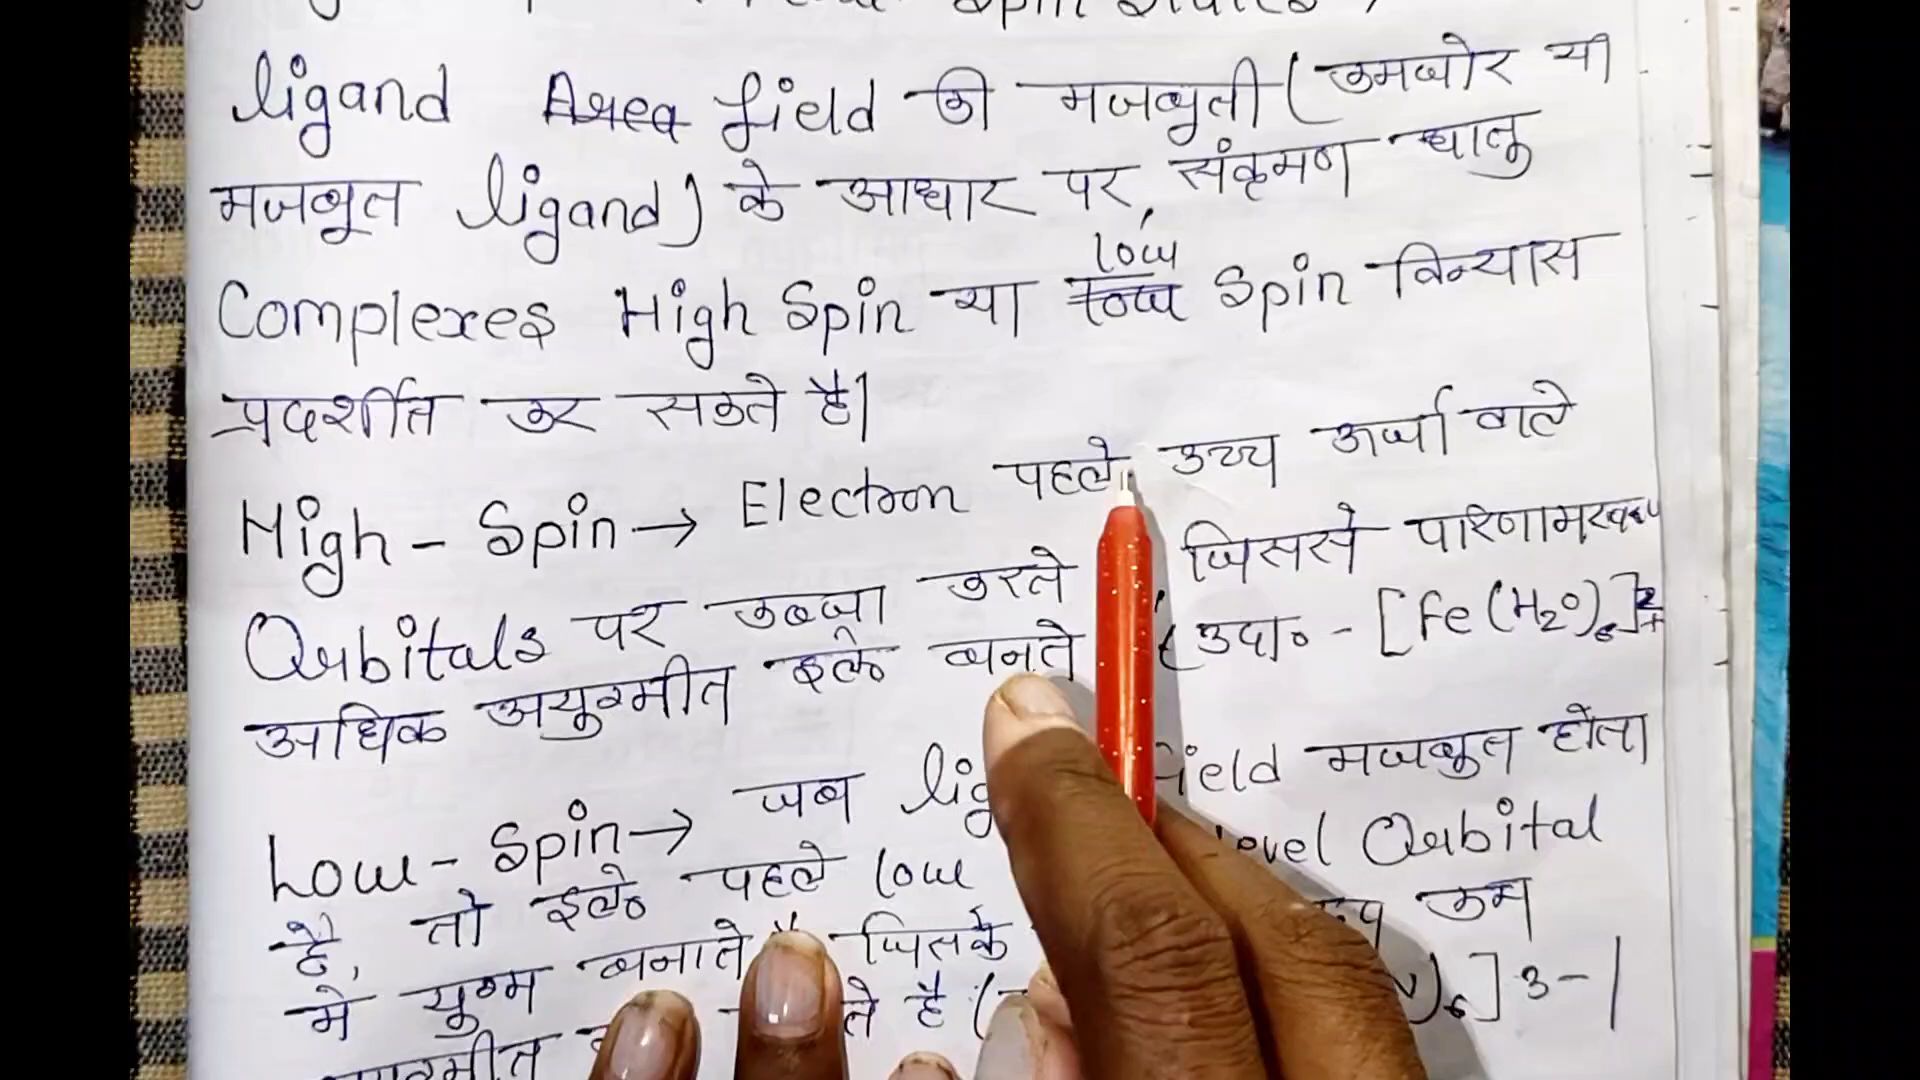 Spin States
ligand Area field की मजबूती (कमजोर या
मजबूत ligand) के आधार पर, संक्रमण धातु
low
Complexes High Spin या low Spin विन्यास
प्रदर्शीत कर सकते है।
High - Spin → Electron पहले उच्च ऊर्जा वाले
Orbitals पर कब्जा करते जिससे परिणामस्वरूप
अधिक अयुग्मीत इले० बनते (उदा० - [Fe(H₂O)₆]²⁺
Low - Spin → जब field मजबूत होता
है, तो इले० पहले low level Orbital
मे युग्म बनाते है जिसके कम
है ( )₆]3-|